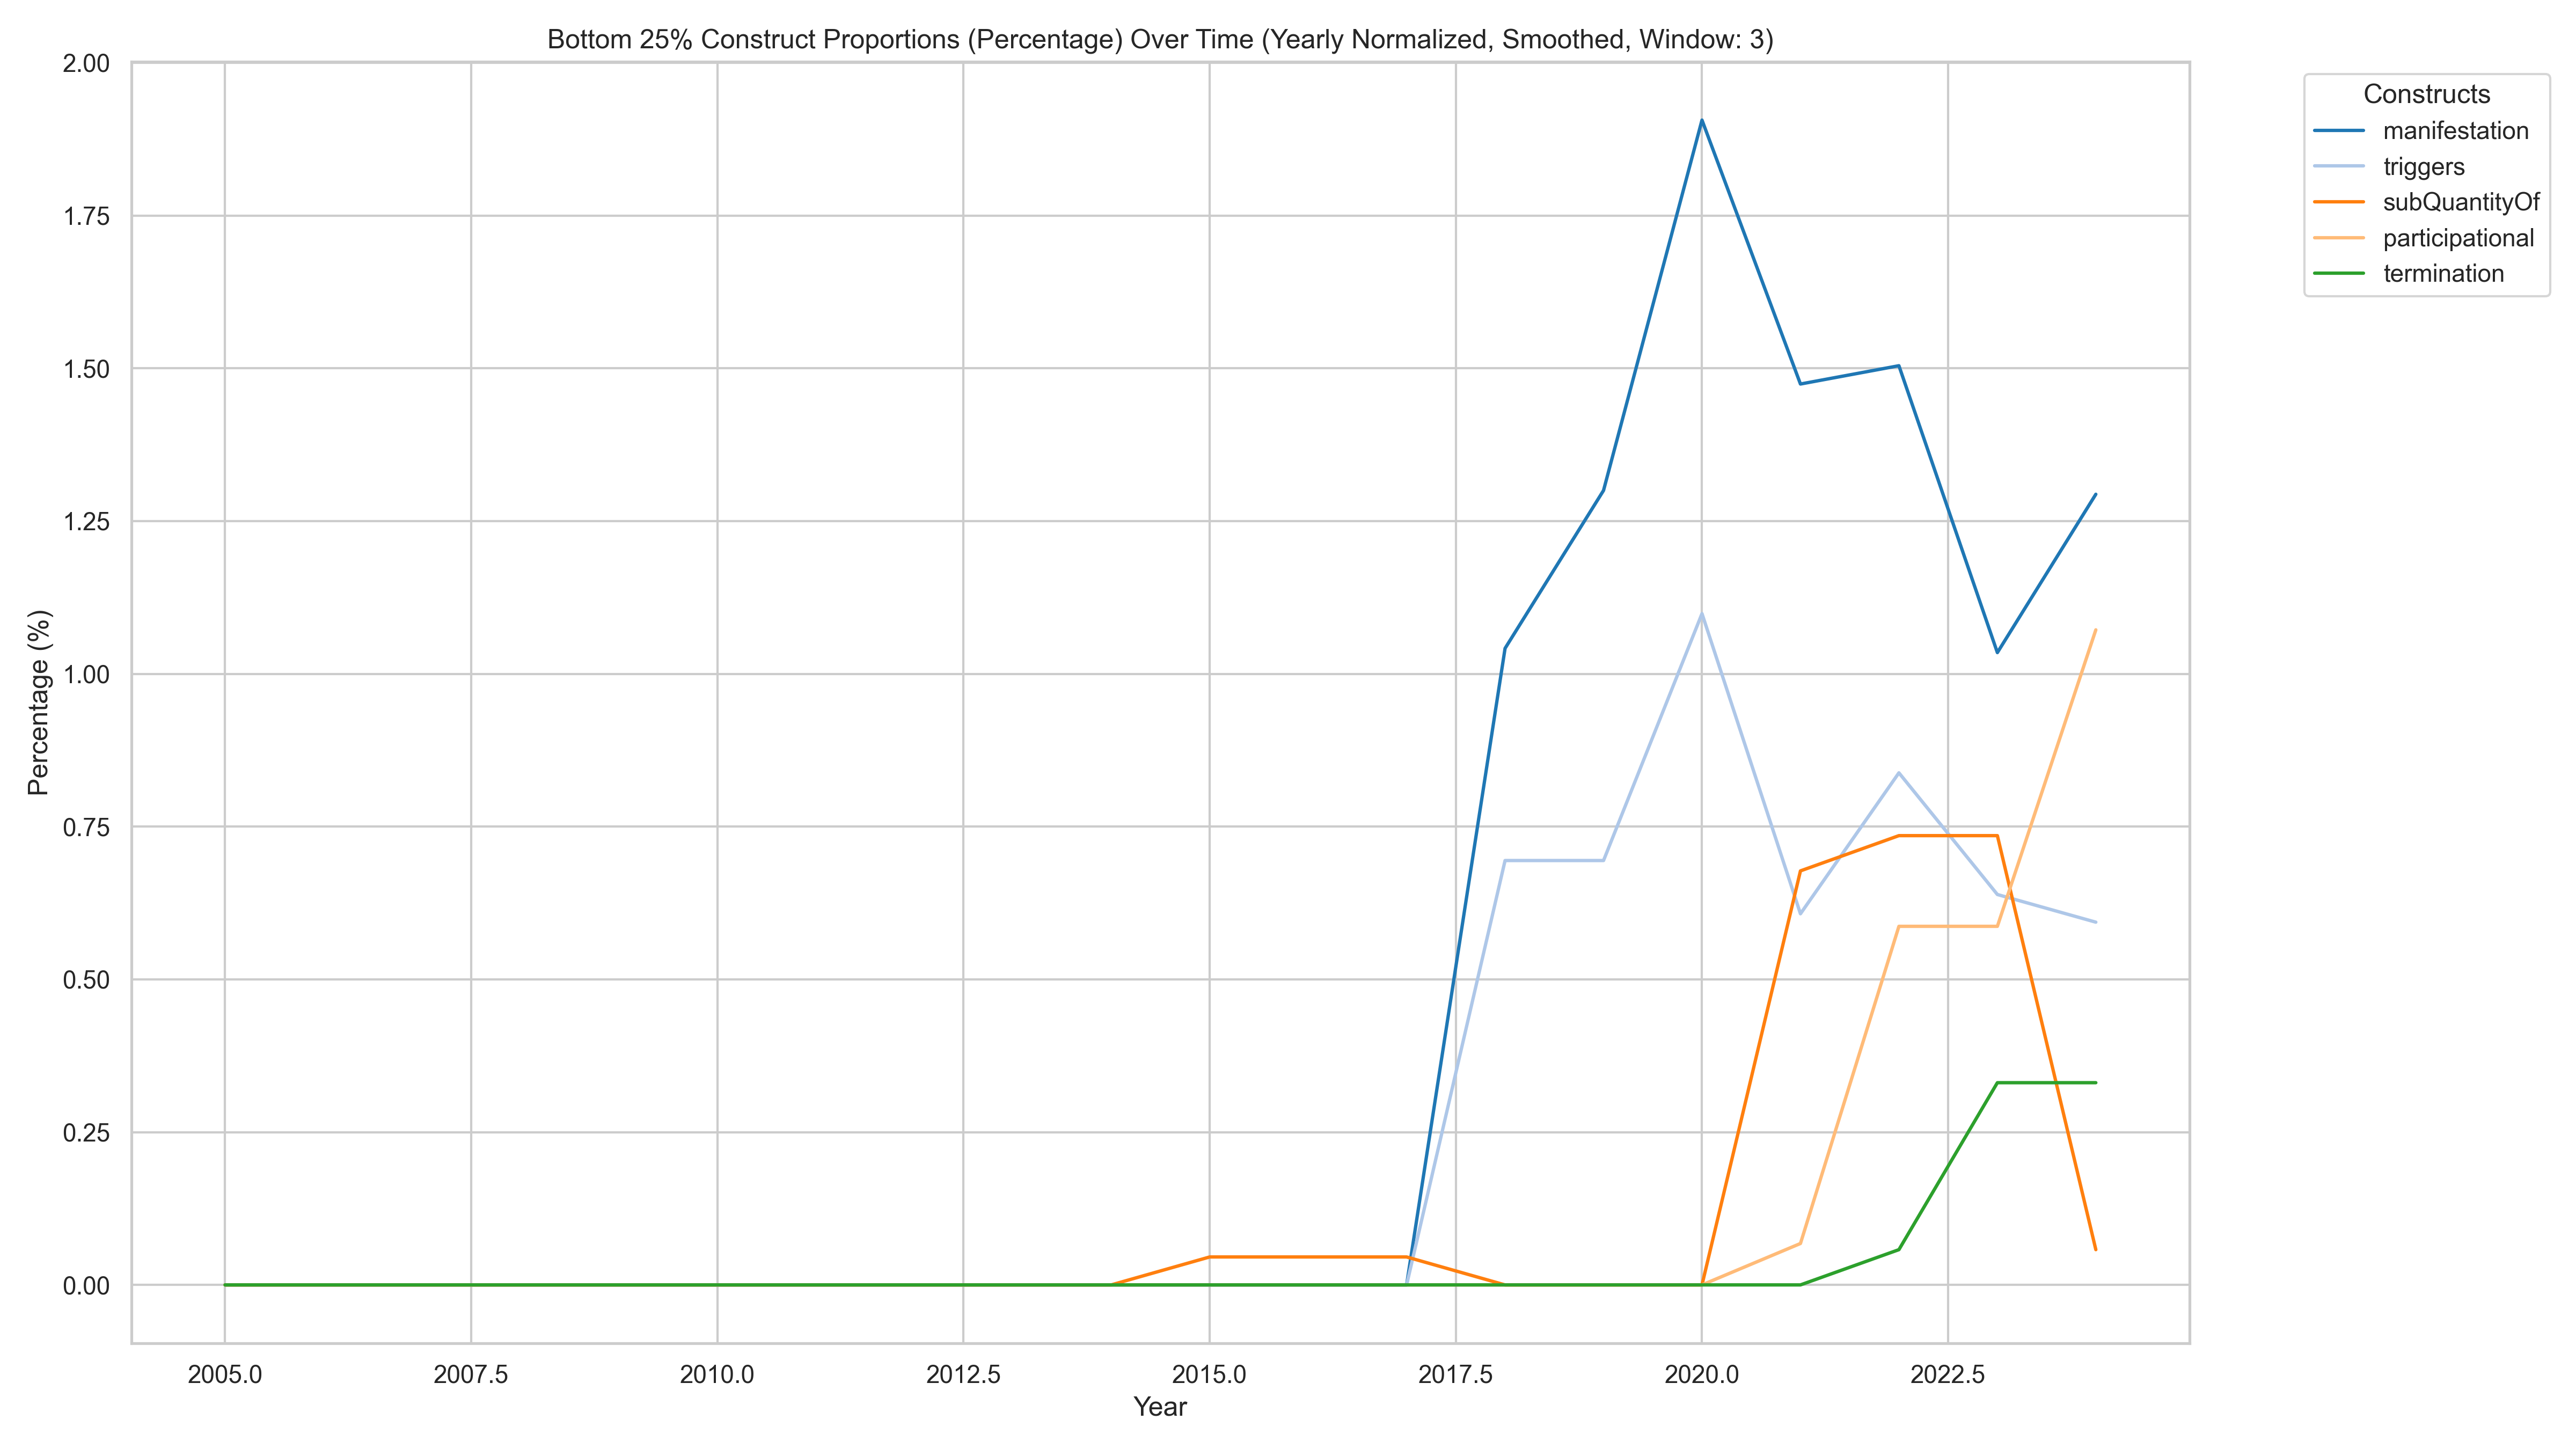 Bottom 25% Construct Proportions (Percentage) Over Time (Yearly Normalized, Smoothed, Window: 3)
2.00
1.75
1.50
1.25
1.00
0.75
0.50
0.25
0.00
Percentage (%)
2005.0 2007.5 2010.0 2012.5 2015.0 2017.5 2020.0 2022.5
Year
Constructs
manifestation
triggers
subQuantityOf
participational
termination